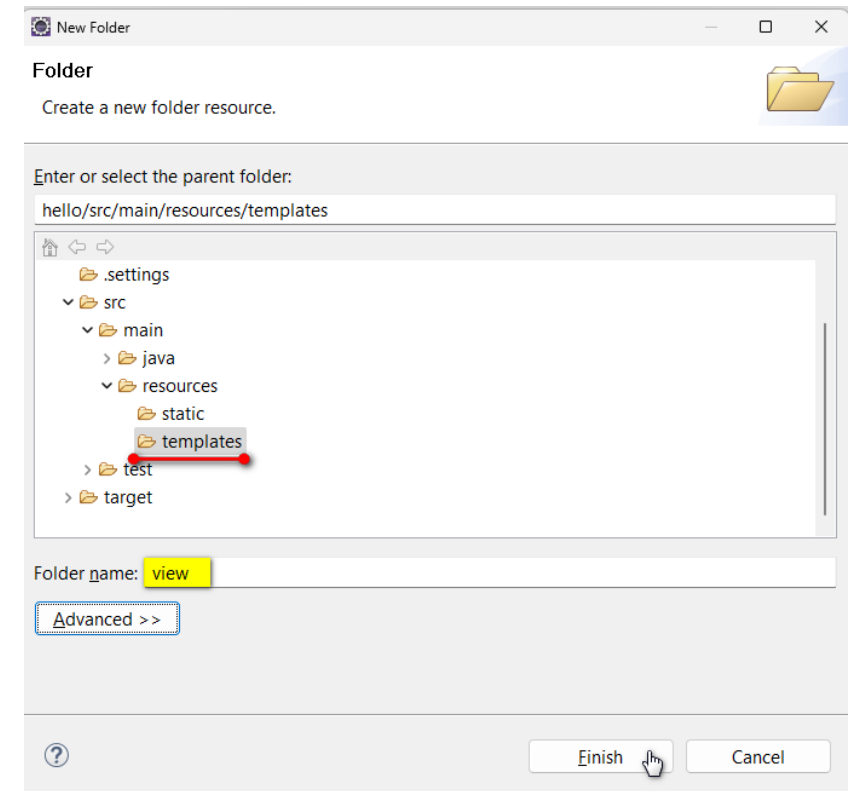 New Folder
Folder
Create a new folder resource.
Enter or select the parent folder:
hello/src/main/resources/templates
.settings
src
main
java
resources
static
templates
test
target
Folder name: view
Advanced >>
Finish
Cancel